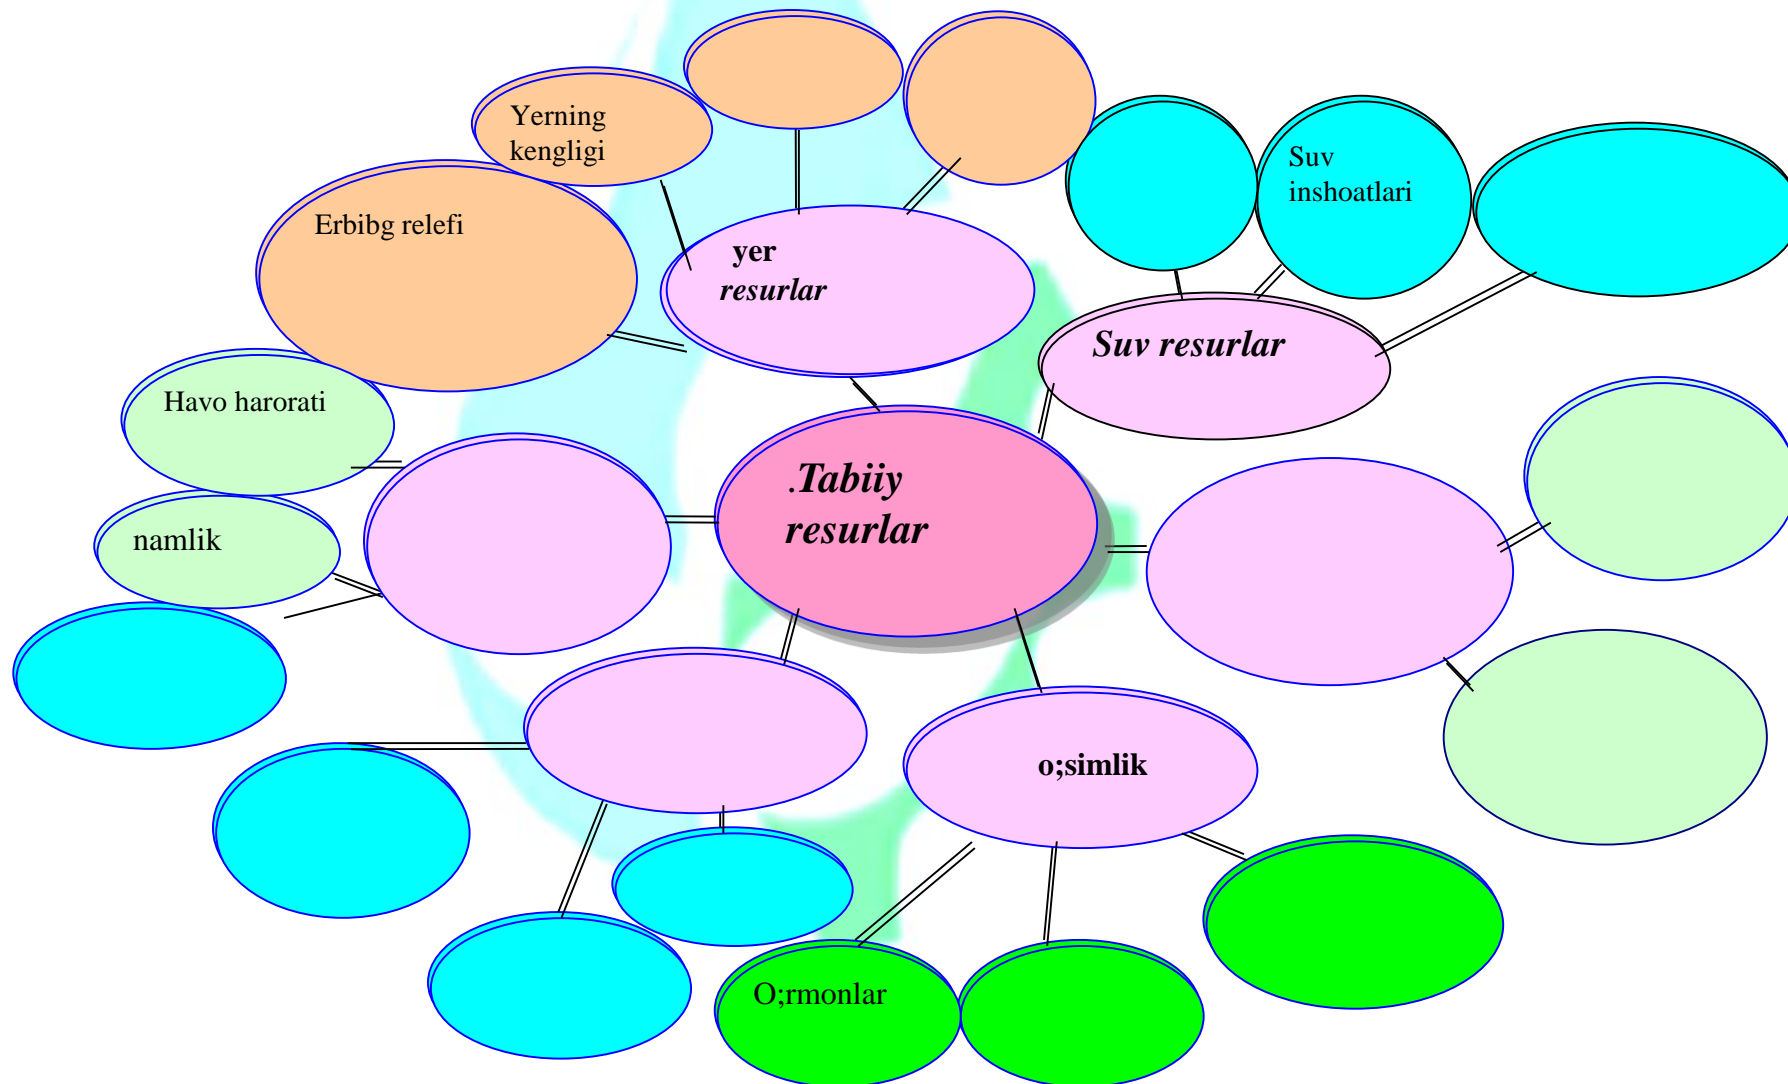 Yerning
kengligi
Suv
inshoatlari
Erbibg relefi
yer
resurlar
Suv resurlar
Havo harorati
.Tabiiy
resurlar
namlik
o;simlik
O;rmonlar